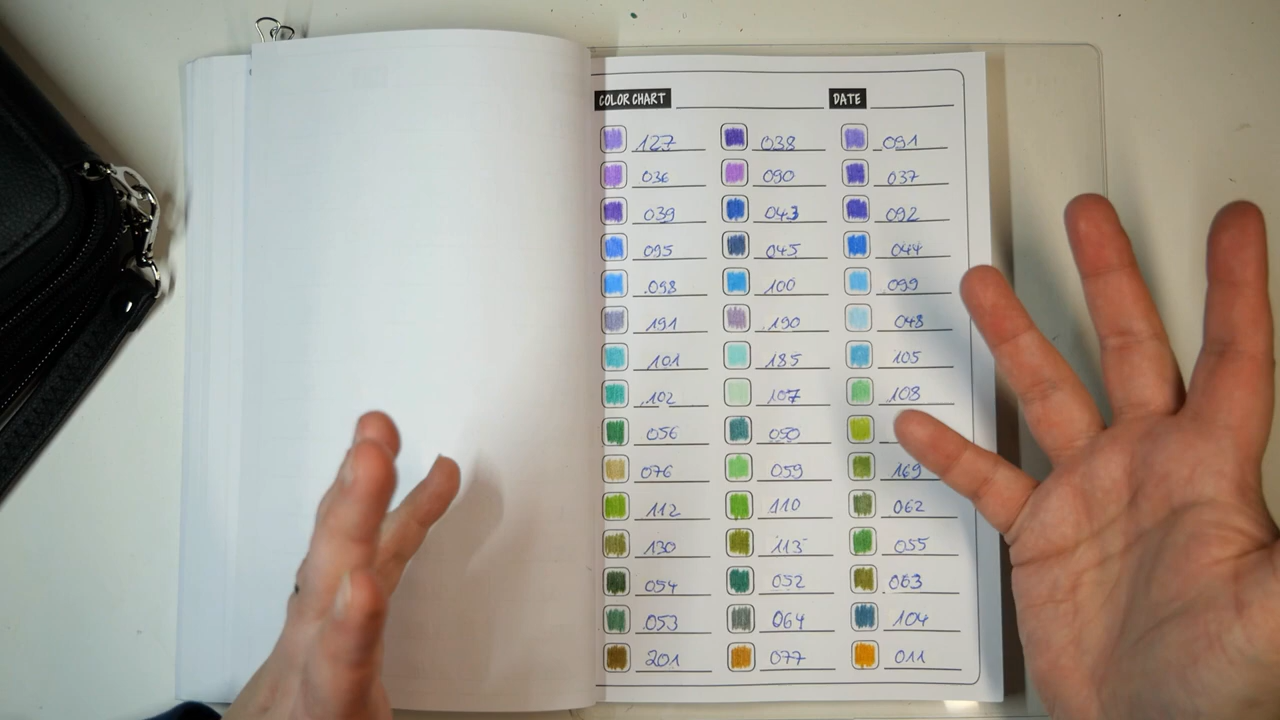 COLOR CHART DATE
127 038 091
036 090 037
039 043 092
095 045 044
098 100 099
191 190 048
101 185 105
102 107 108
056 050
076 059 169
112 110 062
130 113 055
054 052 063
053 064 104
201 077 011